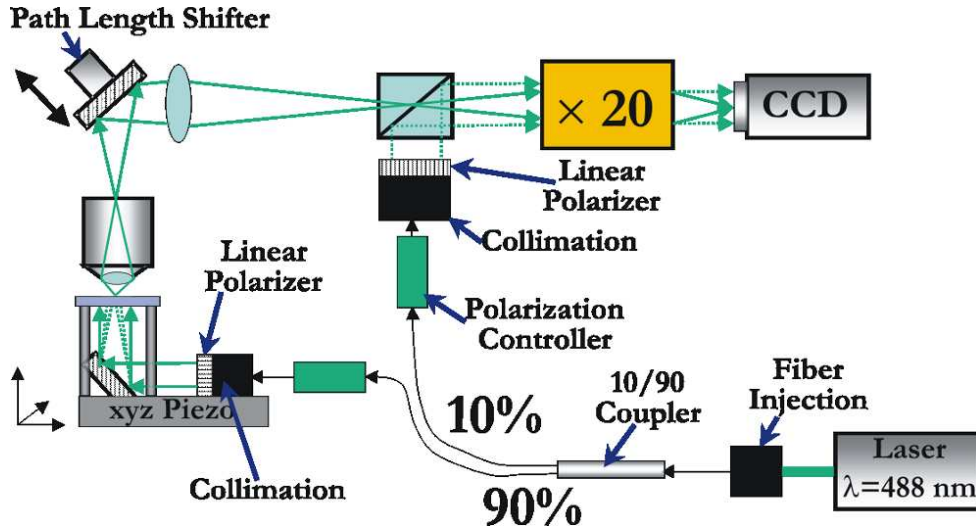 Path Length Shifter
× 20
CCD
Linear
Polarizer
Collimation
Linear
Polarizer
Polarization
Controller
10/90
Coupler
Fiber
Injection
xyz Piezo
10%
Laser
λ=488 nm
Collimation
90%